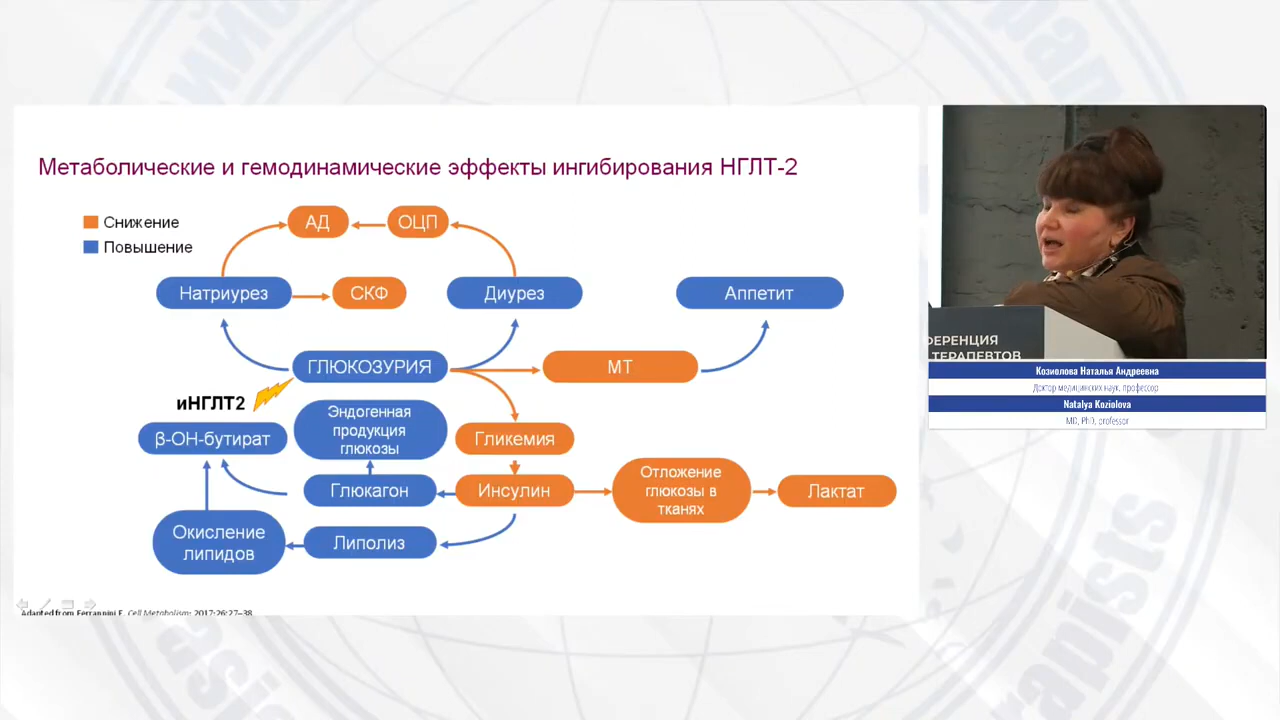 Метаболические и гемодинамические эффекты ингибирования НГЛТ-2
Снижение
Повышение
АД
ОЦП
Натриурез
СКФ
Диурез
Аппетит
ГЛЮКОЗУРИЯ
МТ
иНГЛТ2
β-ОН-бутират
Эндогенная
продукция
глюкозы
Гликемия
Глюкагон
Инсулин
Отложение
глюкозы в
тканях
Лактат
Окисление
липидов
Липолиз
Adapted from Ferrannini E. Cell Metabolism: 2017;26:27–38
ФЕРЕНЦИЯ
ТЕРАПЕВТОВ
Козиолова Наталья Андреевна
Доктор медицинских наук, профессор
Natalya Koziolova
MD, PhD, professor